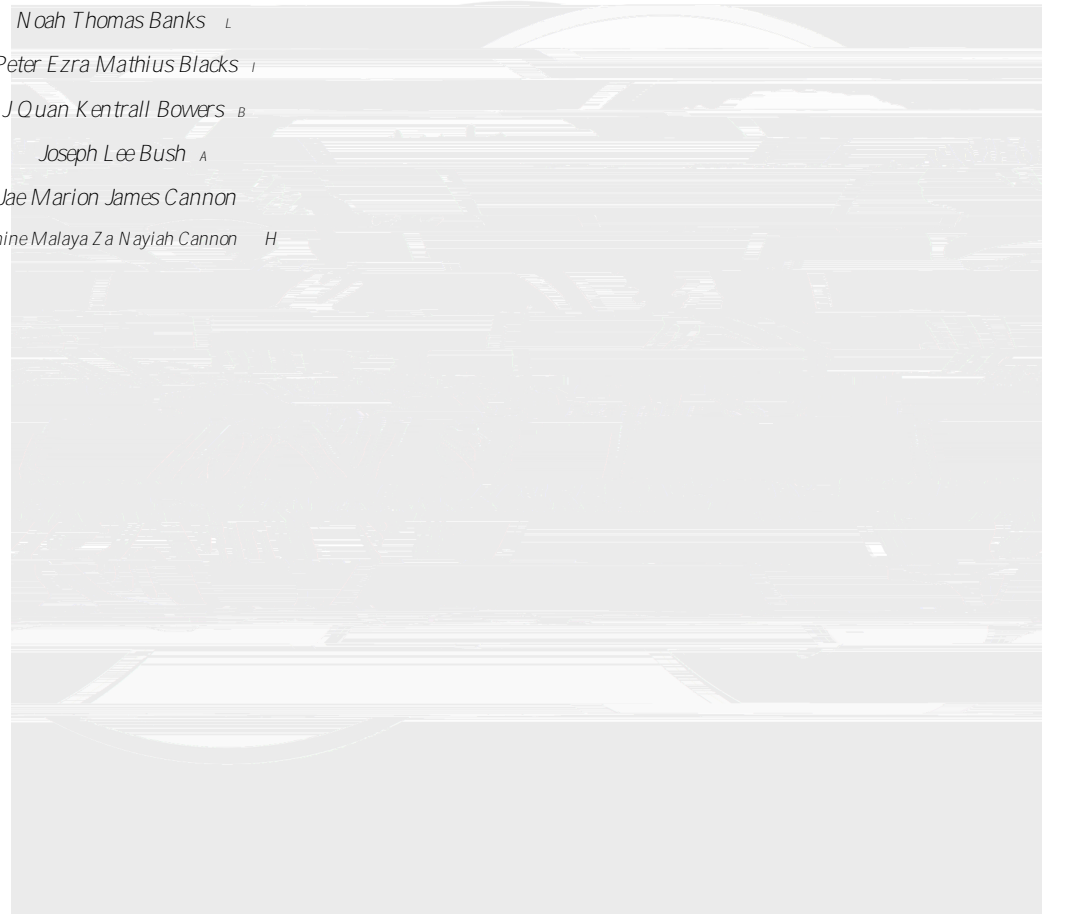 Noah Thomas Banks L
Peter Ezra Mathius Blacks I
J Quan Kentrall Bowers B
Joseph Lee Bush A
Jae Marion James Cannon
Malaya Za Nayiah Cannon H